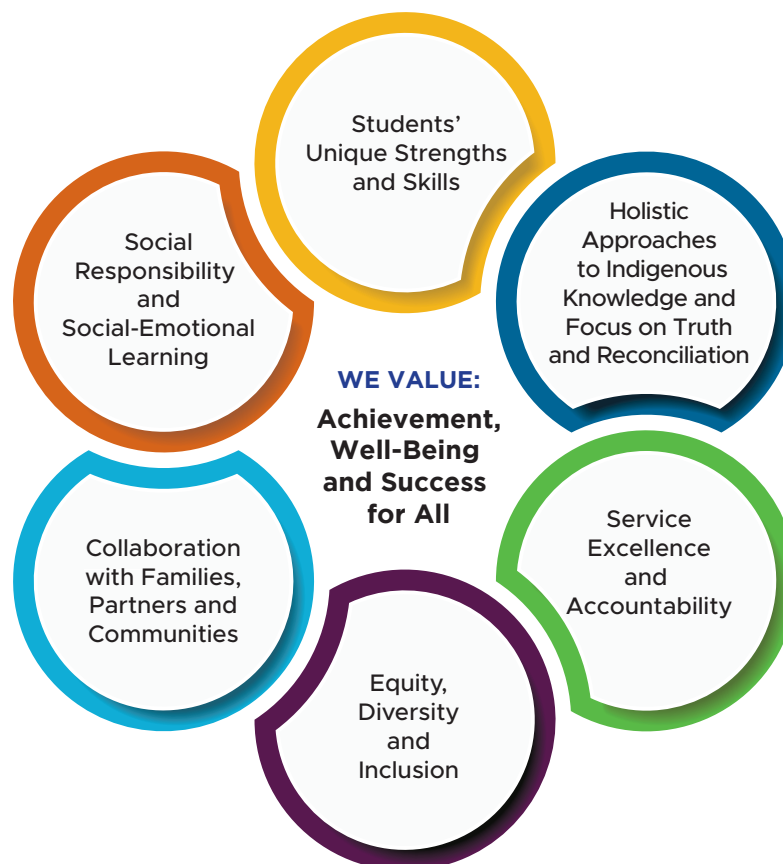 Students'
Unique Strengths
and Skills
Holistic
Approaches
to Indigenous
Knowledge and
Focus on Truth
and Reconciliation
Service
Excellence
and
Accountability
Equity,
Diversity
and
Inclusion
Collaboration
with Families,
Partners and
Communities
Social
Responsibility
and
Social-Emotional
Learning
WE VALUE:
Achievement,
Well-Being
and Success
for All